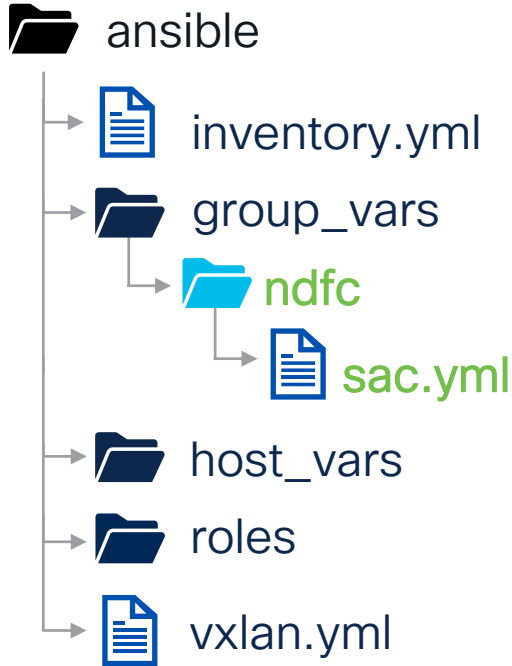 ansible
inventory.yml
group_vars
ndfc
sac.yml
host_vars
roles
vxlan.yml